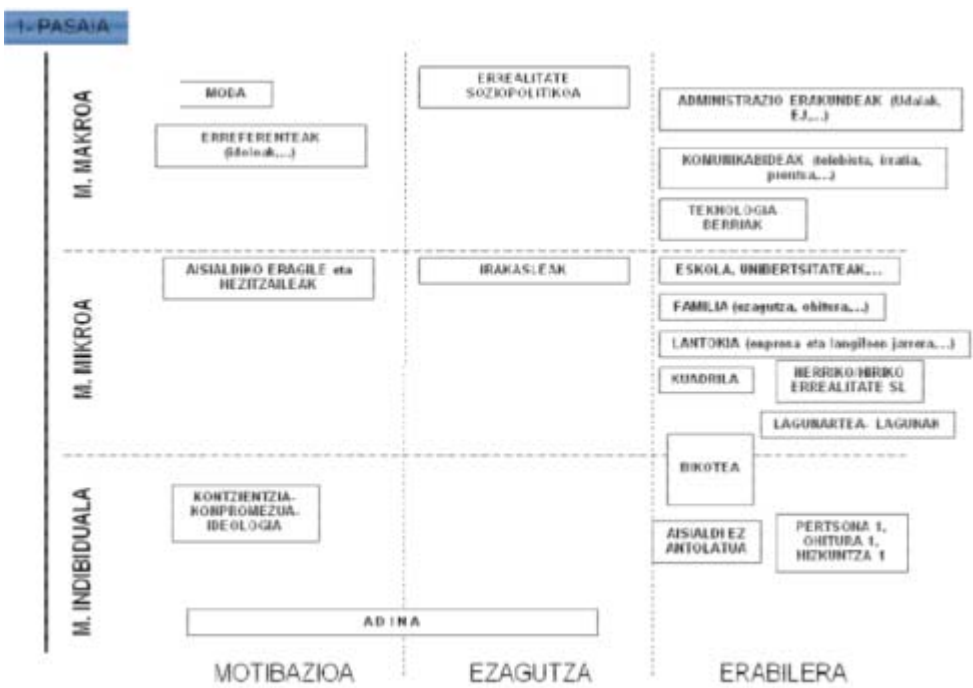 1- PASAIA
M. MAKROA
MODA
ERREFERENTEAK
(idoloak,...)
ERREALITATE
SOZIOPOLITIKOA
ADMINISTRAZIO ERAKUNDEAK (Udalak,
EJ,...)
KOMUNIKABIDEAK (telebista, irratia,
prentsa,...)
TEKNOLOGIA
BERRIAK
M. MIKROA
AISIALDIKO ERAGILE eta
HEZITZAILEAK
IRAKASLEAK
ESKOLA, UNIBERTSITATEAK,...
FAMILIA (ezagutza, ohitura,...)
LANTOKIA (enpresa eta langileen jarrera,...)
KUADRILA
HERRIKO/HIRIKO
ERREALITATE SL
LAGUNARTEA- LAGUNAK
BIKOTEA
M. INDIBIDUALA
KONTZIENTZIA-
KONPROMEZUA-
IDEOLOGIA
AISIALDI EZ
ANTOLATUA
PERTSONA 1,
OHITURA 1,
HIZKUNTZA 1
ADINA
MOTIBAZIOA
EZAGUTZA
ERABILERA